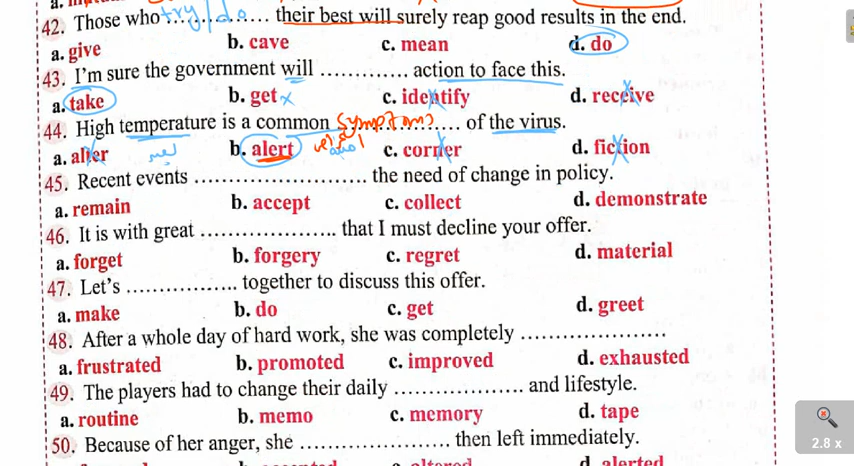 42. Those who try/do ............ their best will surely reap good results in the end.
a. give b. cave c. mean d. do
43. I'm sure the government will ............. action to face this.
a. take b. get c. identify d. receive
44. High temperature is a common symptoms ............ of the virus.
a. alter b. alert c. corner d. fiction
45. Recent events ......................... the need of change in policy.
a. remain b. accept c. collect d. demonstrate
46. It is with great ................... that I must decline your offer.
a. forget b. forgery c. regret d. material
47. Let's ................ together to discuss this offer.
a. make b. do c. get d. greet
48. After a whole day of hard work, she was completely .....................
a. frustrated b. promoted c. improved d. exhausted
49. The players had to change their daily .................. and lifestyle.
a. routine b. memo c. memory d. tape
50. Because of her anger, she ..................... then left immediately.
altered d. alerted
2.8 x